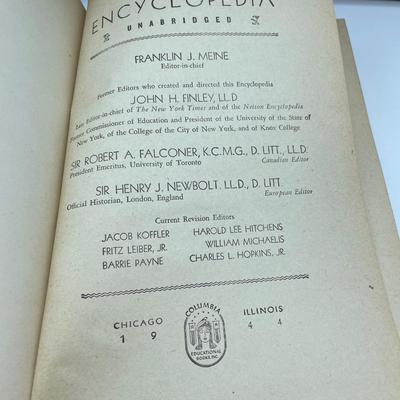 ENCYCLOPEDIA
UNABRIDGED
FRANKLIN J. MEINE
Editor-in-chief
Former Editors who created and directed this Encyclopedia
JOHN H. FINLEY, LL.D.
Late Editor-in-chief of The New York Times and of the Nelson Encyclopedia
Former Commissioner of Education and President of the University of the State of
New York, of the College of the City of New York, and of Knox College
SIR ROBERT A. FALCONER, K.C.M.G., D. LITT., LL.D.
President Emeritus, University of Toronto Canadian Editor
SIR HENRY J. NEWBOLT, LL.D., D. LITT.
Official Historian, London, England European Editor
Current Revision Editors
JACOB KOFFLER HAROLD LEE HITCHENS
FRITZ LEIBER, JR. WILLIAM MICHAELIS
BARRIE PAYNE CHARLES L. HOPKINS, JR.
CHICAGO COLUMBIA ILLINOIS
19 EDUCATIONAL 44
BOOKS, INC.